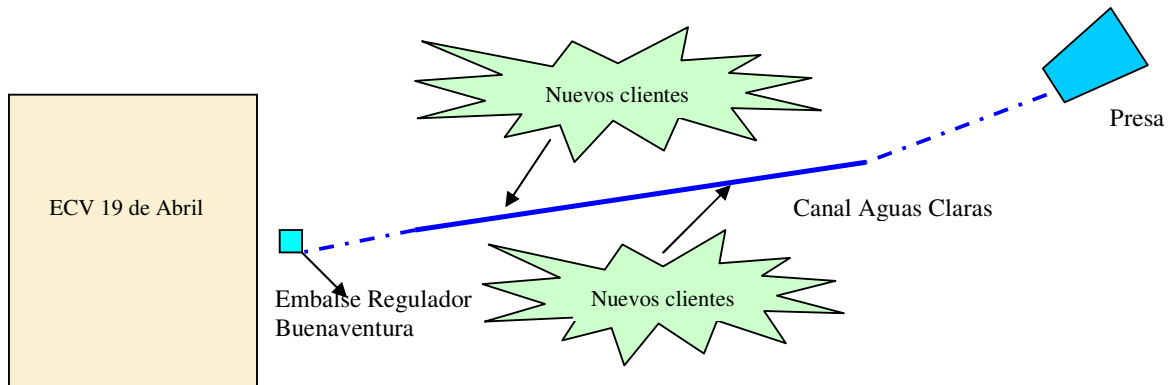 Nuevos clientes
Presa
ECV 19 de Abril
Canal Aguas Claras
Embalse Regulador
Buenaventura
Nuevos clientes